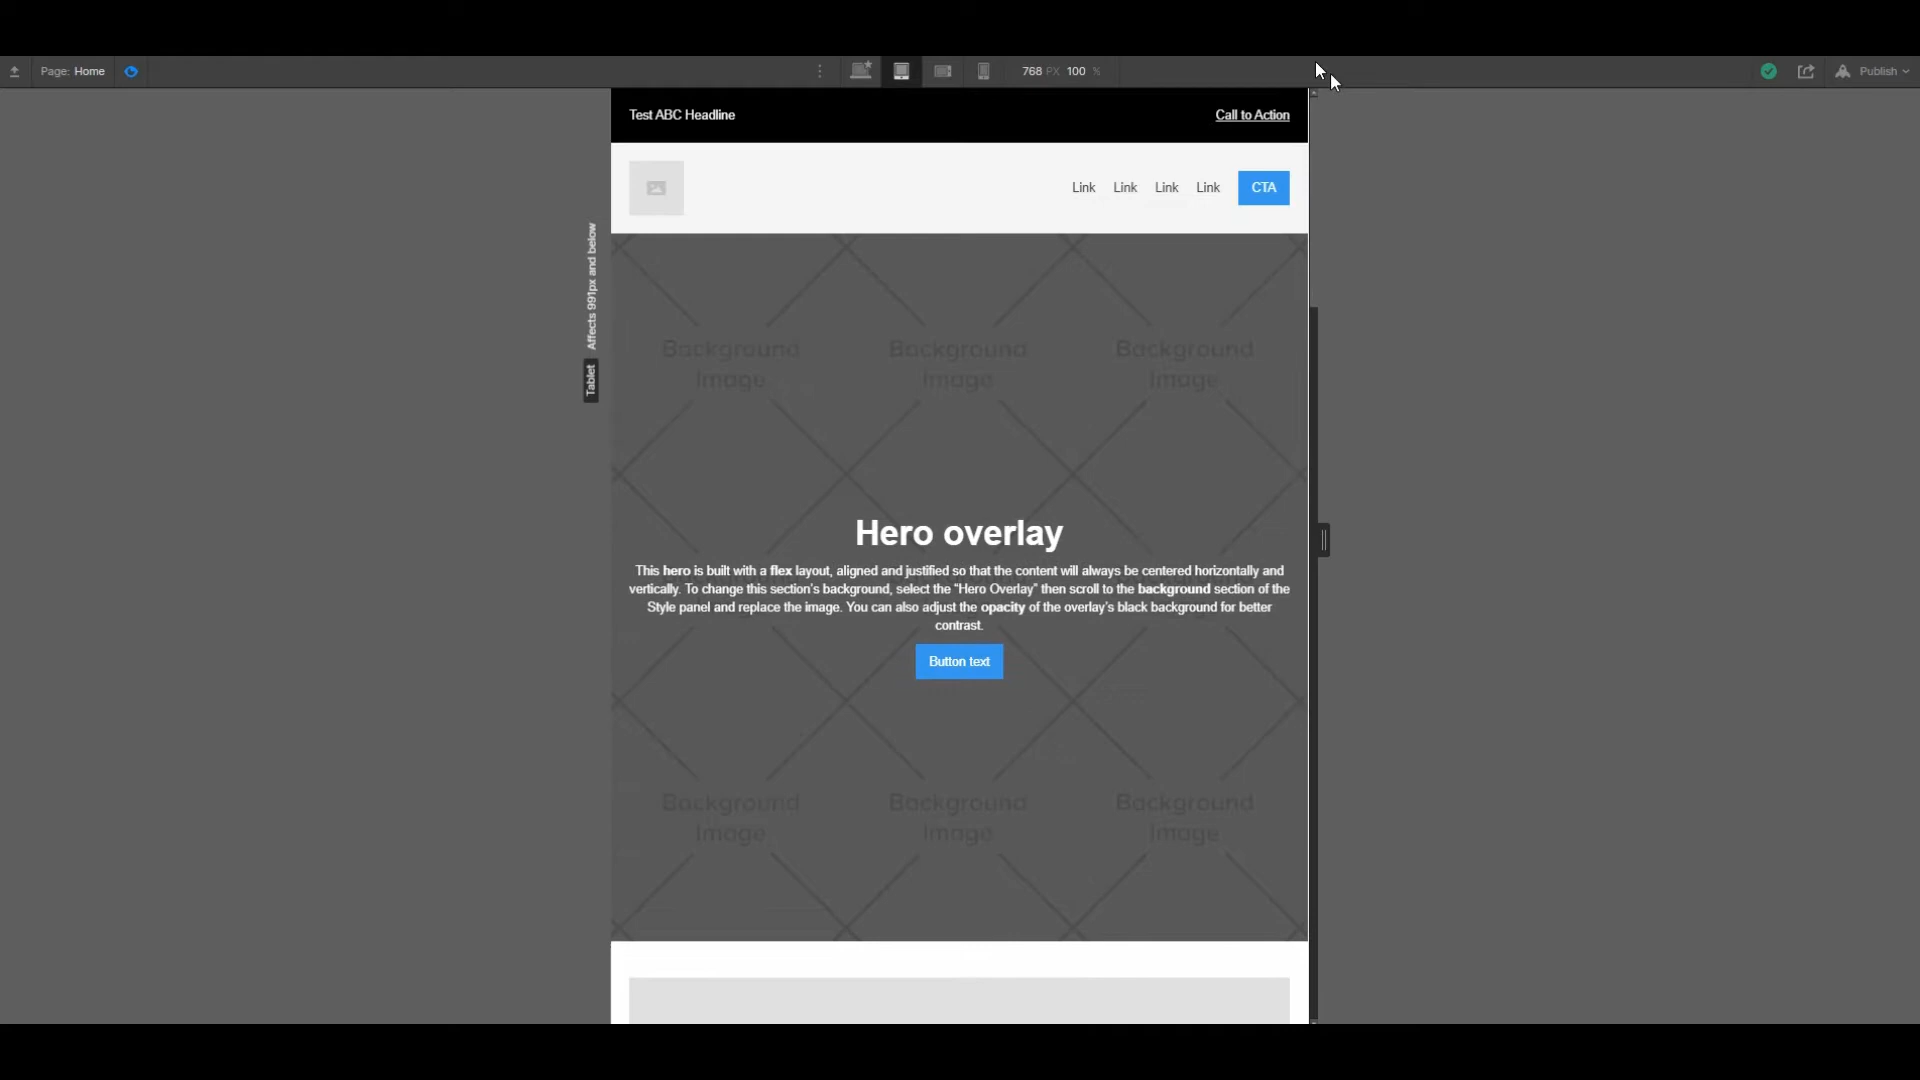 Page: Home
768 PX 100 %
Publish
Test ABC Headline
Call to Action
Link Link Link Link CTA
Affects 991px and below
Tablet
Background Image
Background Image
Background Image
Hero overlay
This hero is built with a flex layout, aligned and justified so that the content will always be centered horizontally and
vertically. To change this section's background, select the “Hero Overlay” then scroll to the background section of the
Style panel and replace the image. You can also adjust the opacity of the overlay's black background for better
contrast.
Button text
Background Image
Background Image
Background Image